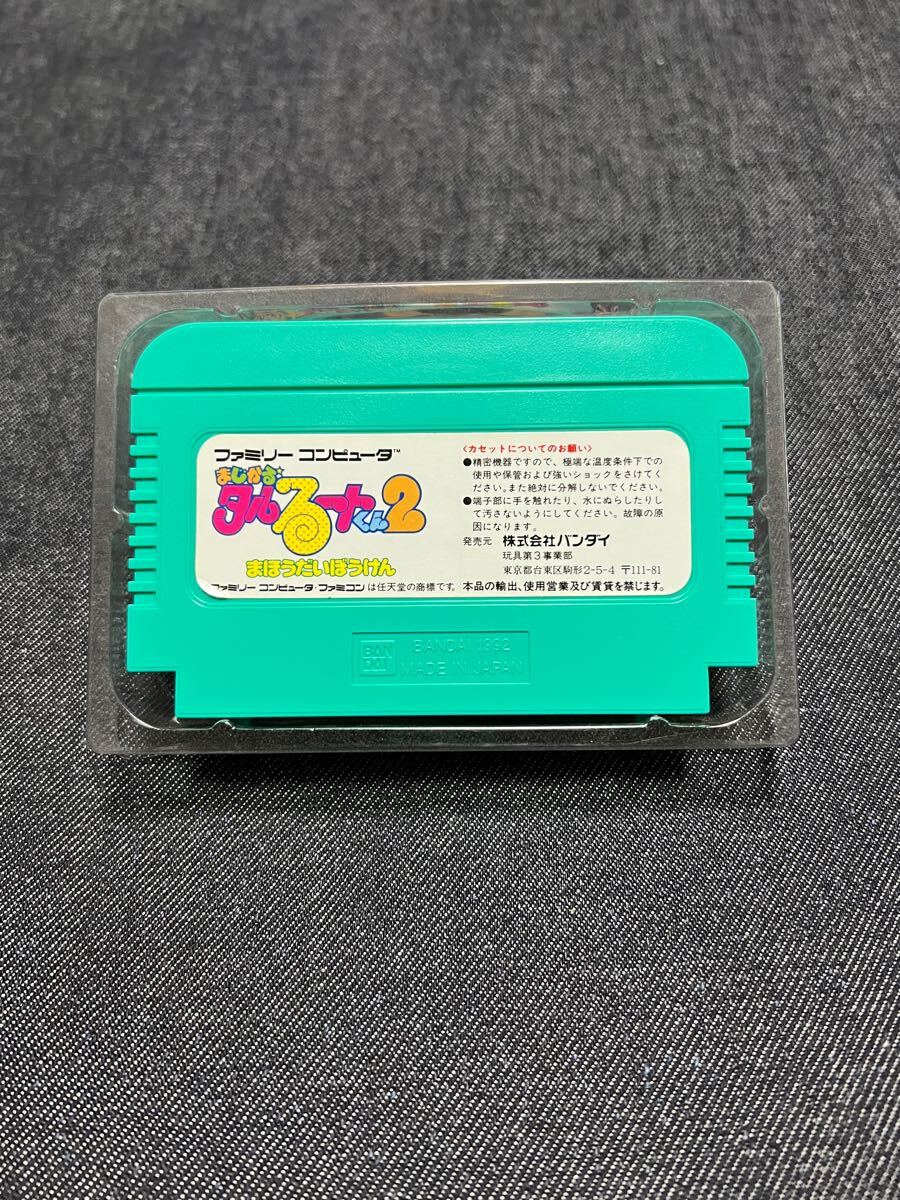 ファミリー コンピュータ™
まじかる
タルるートくん2
まほうだいぼうけん
ファミリー コンピュータ・ファミコン は任天堂の商標です。
〈カセットについてのお願い〉
●精密機器ですので、極端な温度条件下での
使用や保管および強いショックをさけてくだ
さい。また絶対に分解しないでください。
●端子部に手を触れたり、水にぬらしたりし
て汚さないようにしてください。故障の原
因になります。
発売元 株式会社バンダイ
玩具第3事業部
東京都台東区駒形2-5-4 〒111-81
本品の輸出、使用営業及び賃貸を禁じます。
BAN
DAI
BANDAI 1992
MADE IN JAPAN